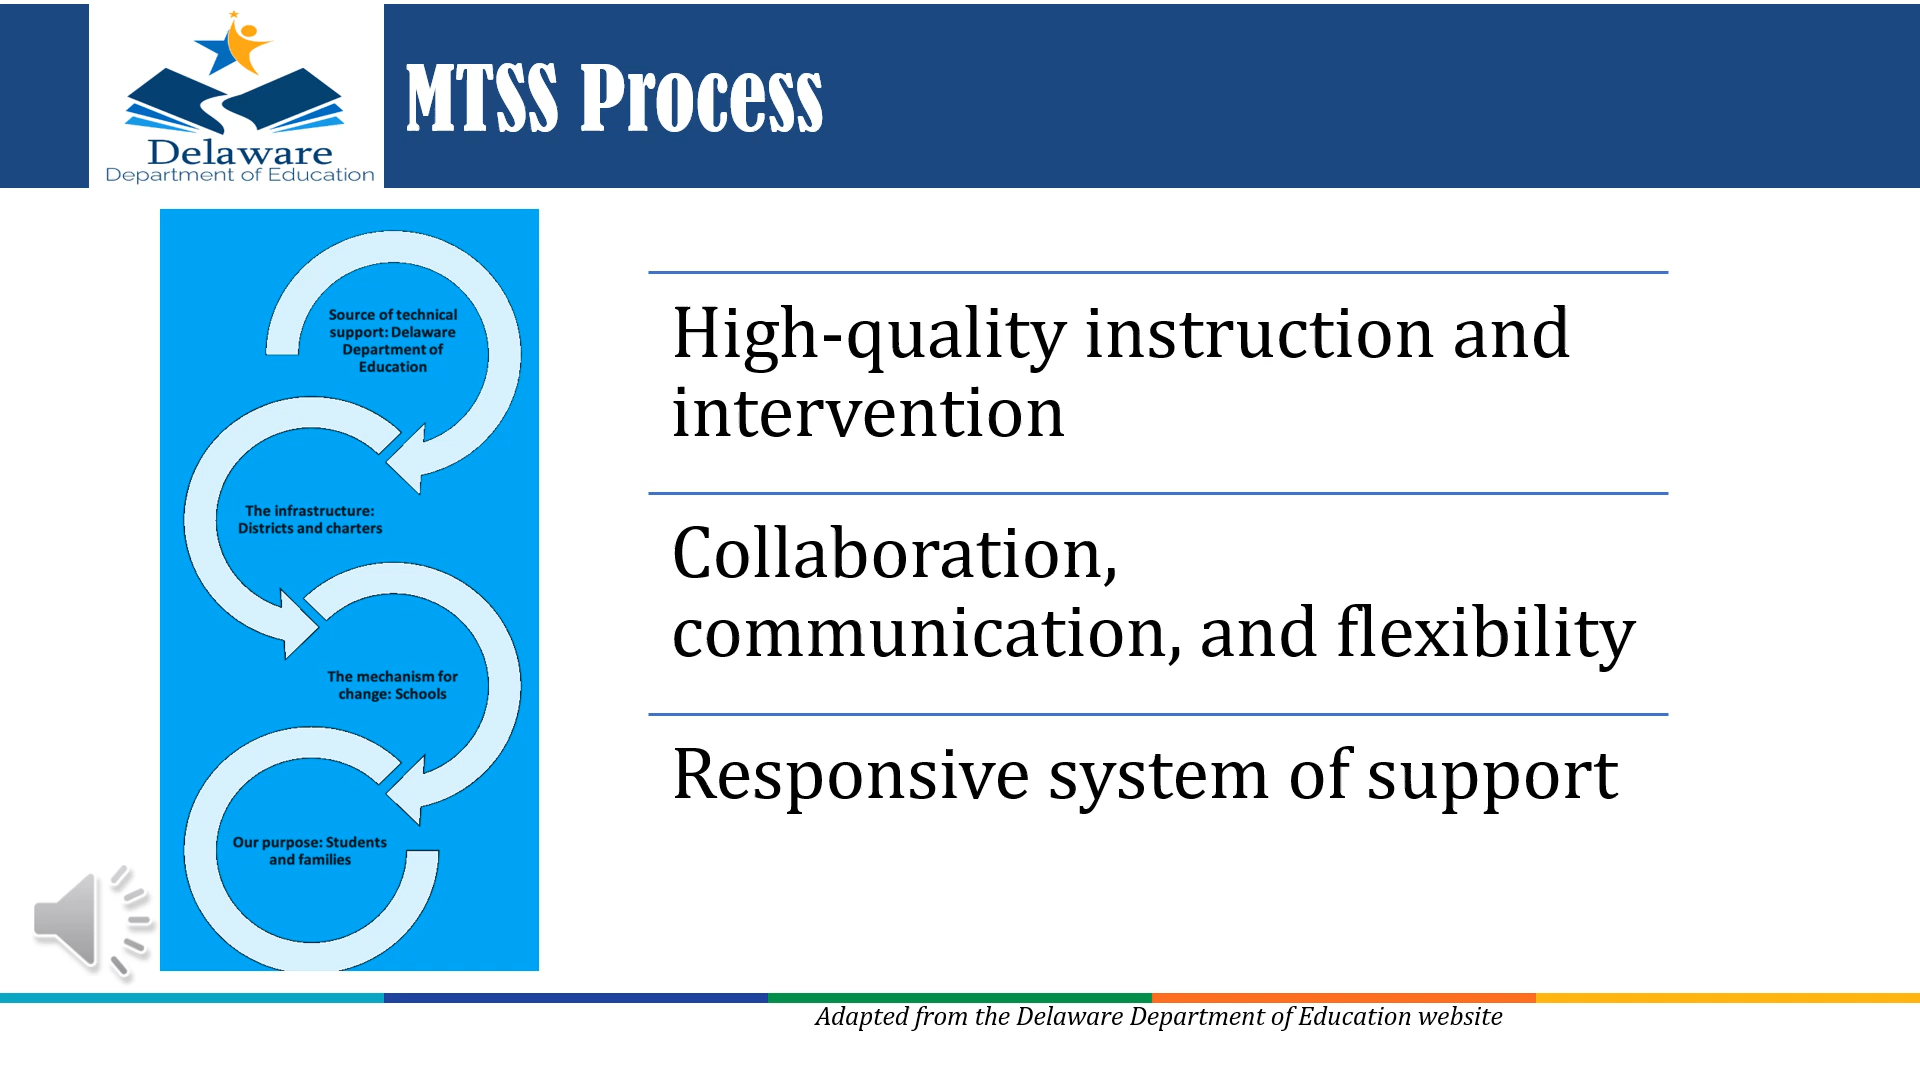 Delaware
Department of Education
MTSS Process
Source of technical
support: Delaware
Department of
Education
The infrastructure:
Districts and charters
The mechanism for
change: Schools
Our purpose: Students
and families
High-quality instruction and
intervention
Collaboration,
communication, and flexibility
Responsive system of support
Adapted from the Delaware Department of Education website